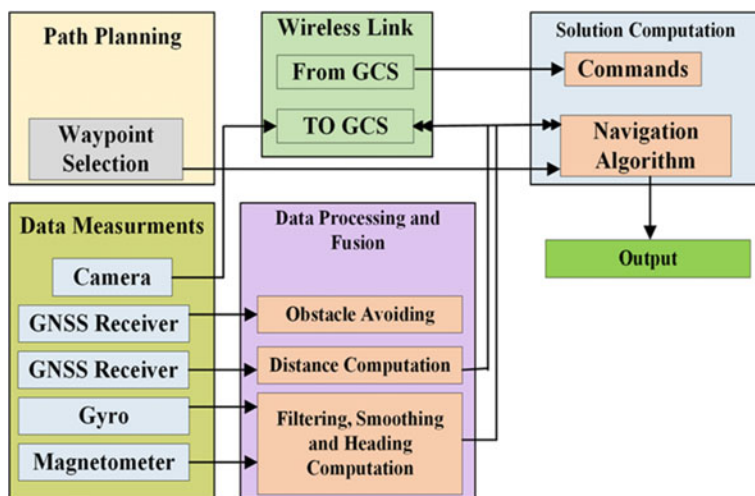 Path Planning
Waypoint
Selection
Wireless Link
From GCS
TO GCS
Solution Computation
Commands
Navigation
Algorithm
Output
Data Measurments
Camera
GNSS Receiver
GNSS Receiver
Gyro
Magnetometer
Data Processing and
Fusion
Obstacle Avoiding
Distance Computation
Filtering, Smoothing
and Heading
Computation